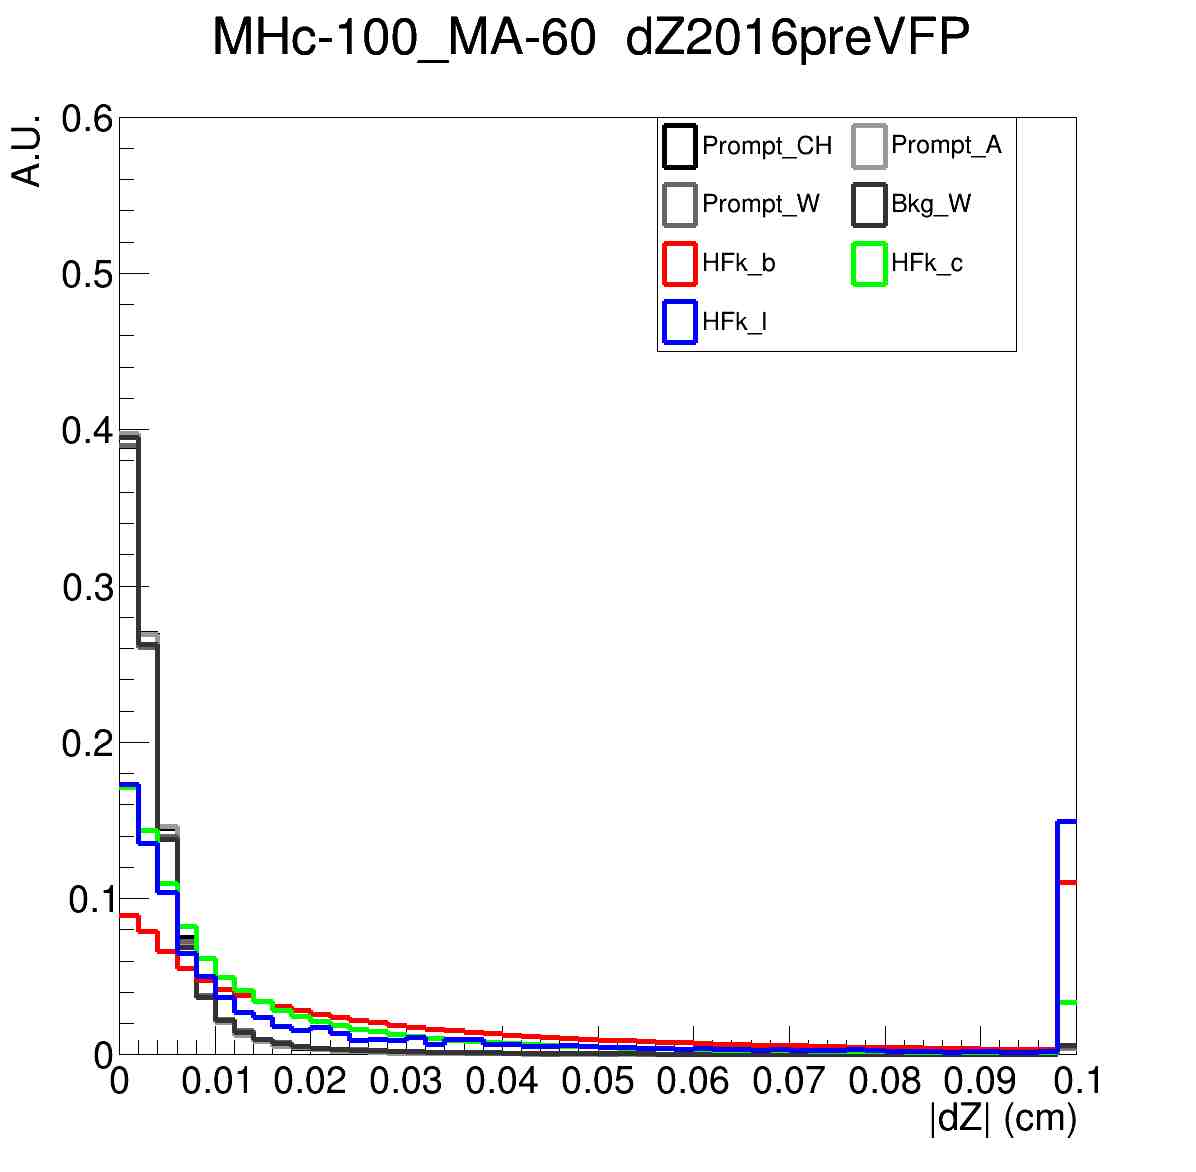 MHc-100_MA-60 dZ2016preVFP
A.U.
0.6
0.5
0.4
0.3
0.2
0.1
0
Prompt_CH Prompt_A
Prompt_W Bkg_W
HFk_b HFk_c
HFk_l
0 0.01 0.02 0.03 0.04 0.05 0.06 0.07 0.08 0.09 0.1
|dZ| (cm)